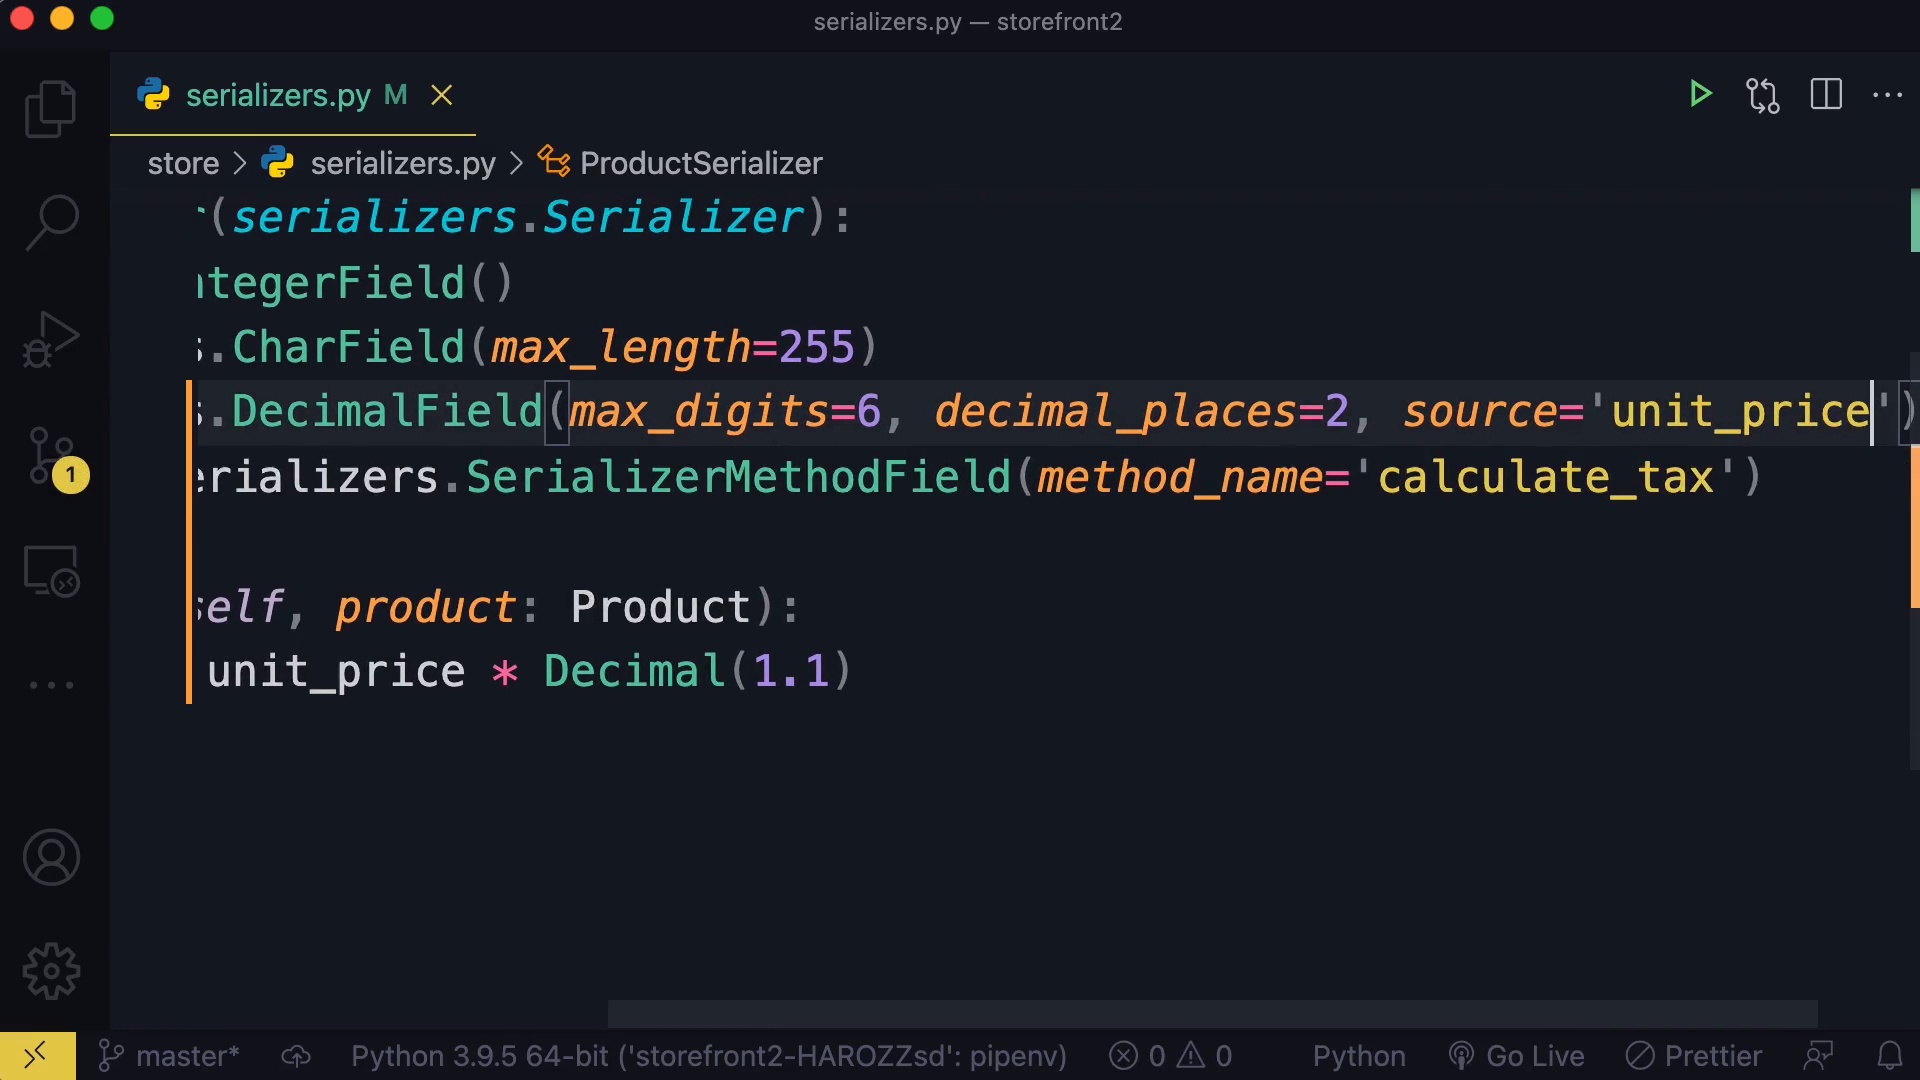 serializers.py — storefront2
serializers.py M
store > serializers.py > ProductSerializer
r(serializers.Serializer):
ntegerField()
s.CharField(max_length=255)
s.DecimalField(max_digits=6, decimal_places=2, source='unit_price')
erializers.SerializerMethodField(method_name='calculate_tax')
self, product: Product):
unit_price * Decimal(1.1)
1
master* Python 3.9.5 64-bit ('storefront2-HAROZZsd': pipenv) 0 0 Python Go Live Prettier